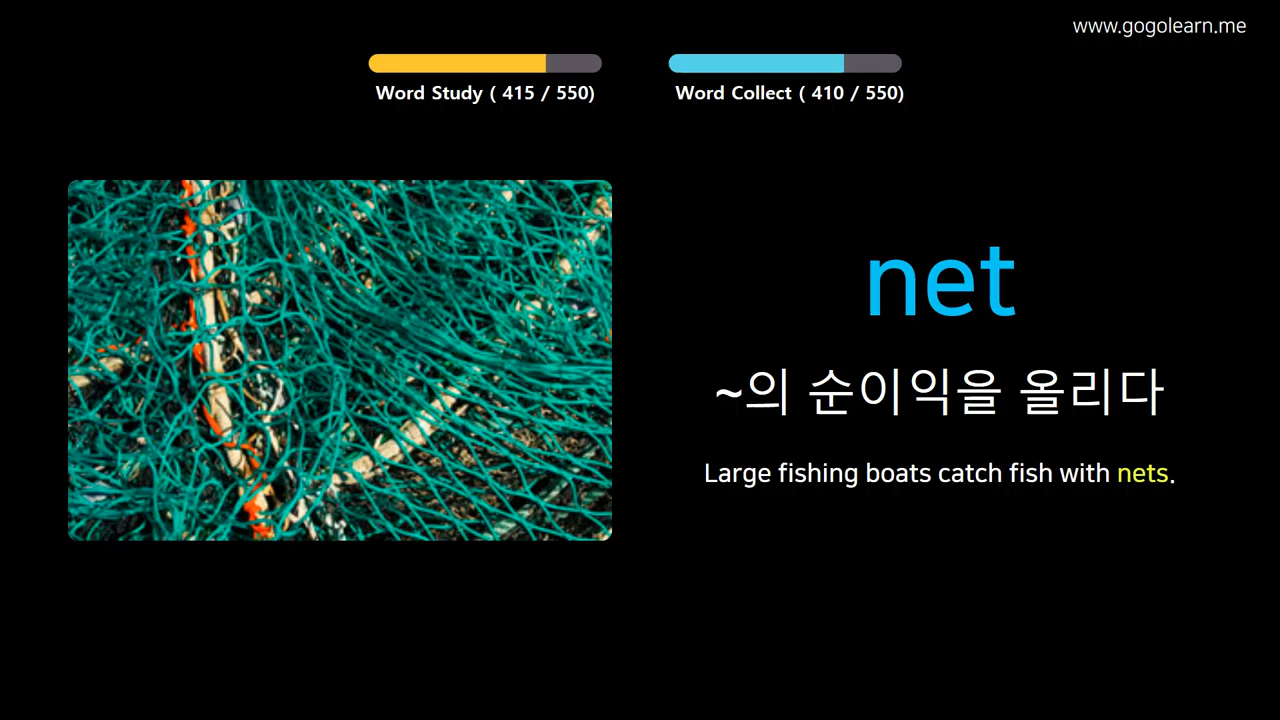 www.gogolearn.me
Word Study ( 415 / 550)
Word Collect ( 410 / 550)
net
~의 순이익을 올리다
Large fishing boats catch fish with nets.